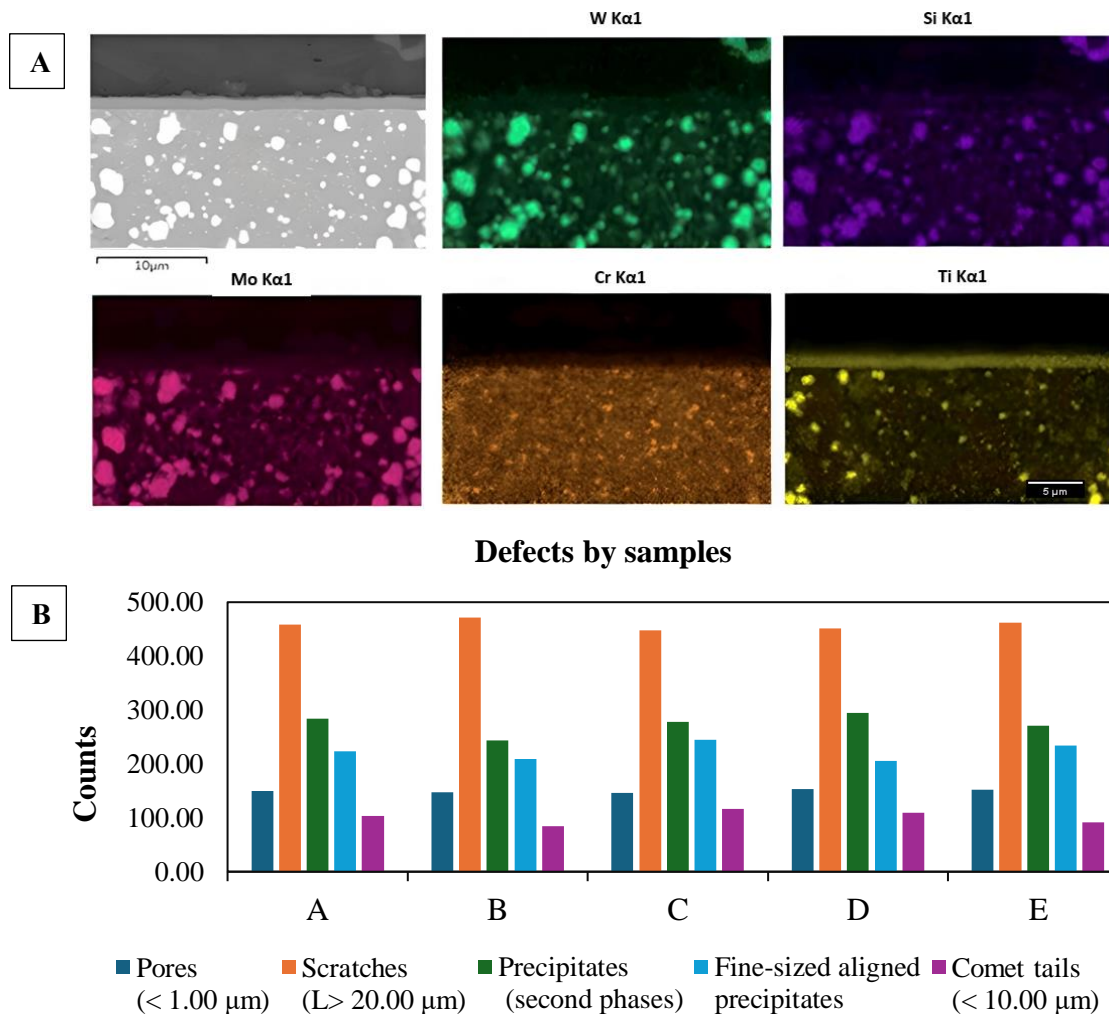 A
W Kα1
Si Kα1
10μm
Mo Kα1
Cr Kα1
Ti Kα1
5 μm
Defects by samples
B
Counts
500.00
400.00
300.00
200.00
100.00
0.00
A B C D E
Pores
(< 1.00 μm)
Scratches
(L> 20.00 μm)
Precipitates
(second phases)
Fine-sized aligned
precipitates
Comet tails
(< 10.00 μm)